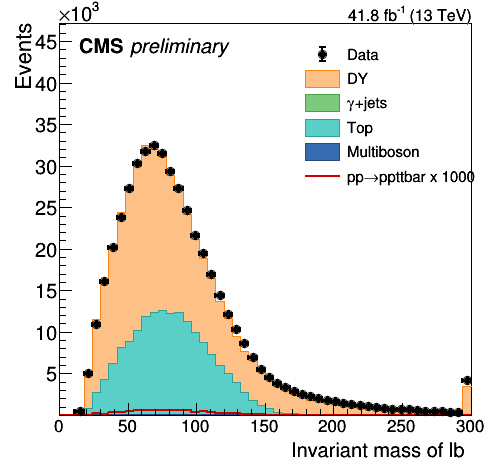 ×10³
41.8 fb⁻¹ (13 TeV)
Events
CMS preliminary
Data
DY
γ+jets
Top
Multiboson
pp→ppttbar x 1000
45
40
35
30
25
20
15
10
5
0 50 100 150 200 250 300
Invariant mass of lb